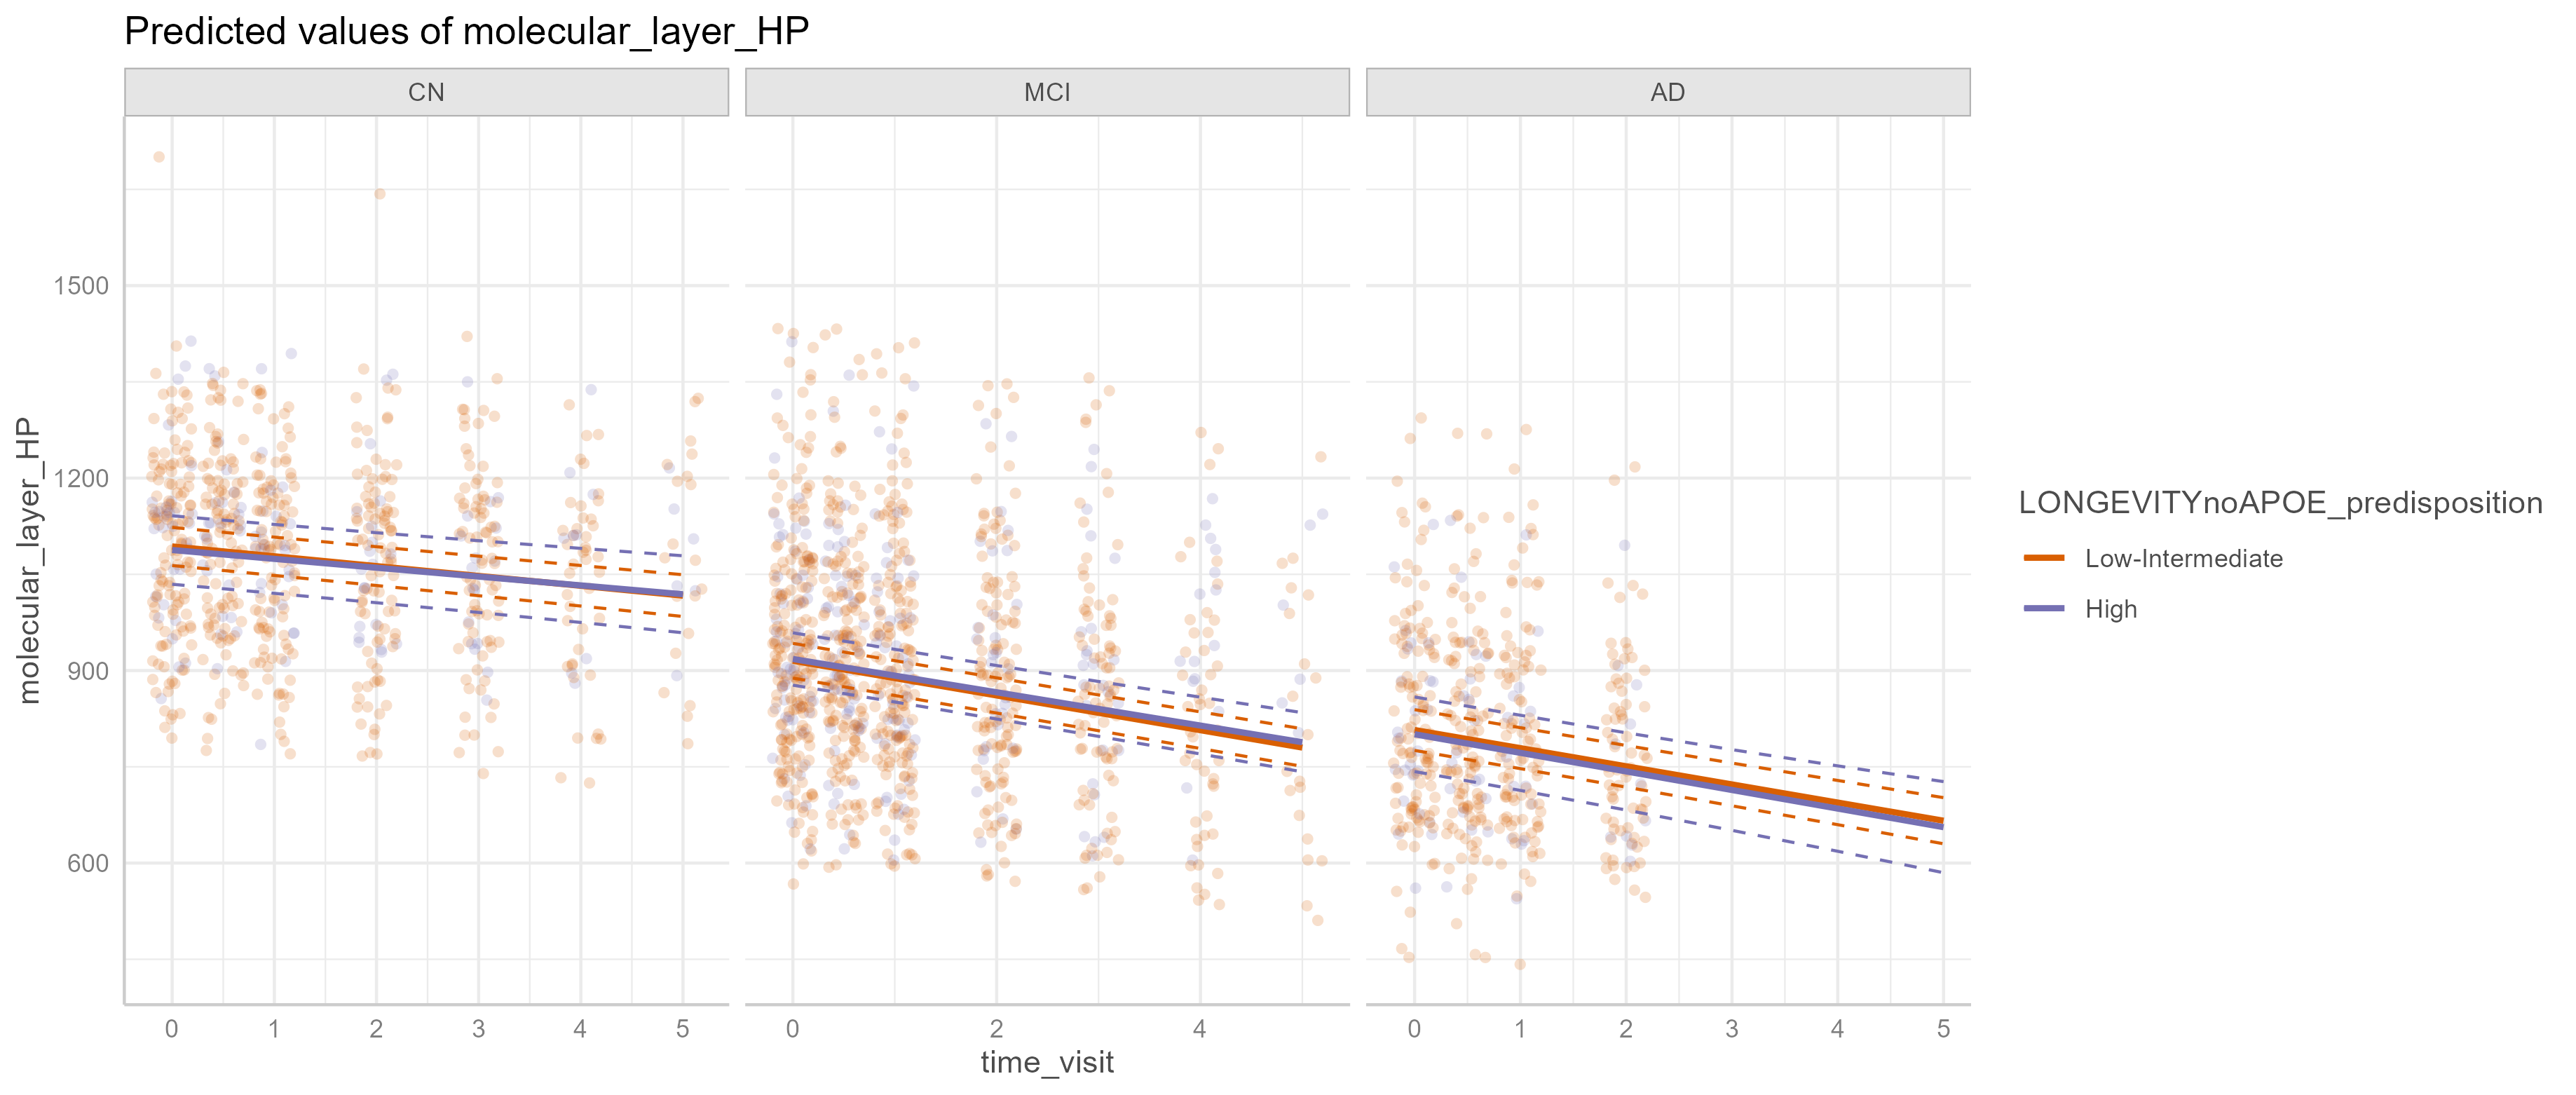 Predicted values of molecular_layer_HP
CN
MCI
AD
molecular_layer_HP
1500
1200
900
600
0 1 2 3 4 5
0 2 4
0 1 2 3 4 5
time_visit
LONGEVITYnoAPOE_predisposition
Low-Intermediate
High